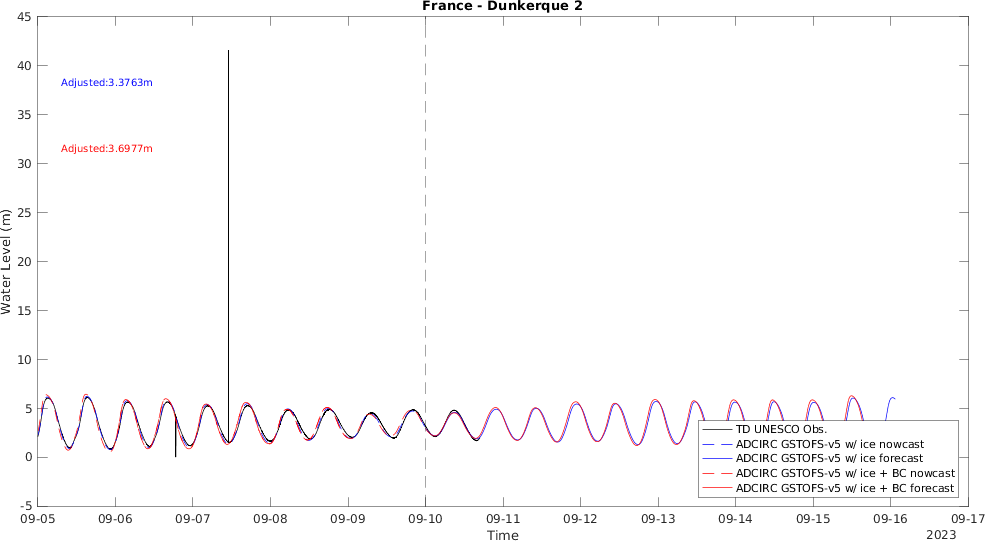 France - Dunkerque 2
45
40
35
30
25
20
15
10
5
0
-5
Water Level (m)
Adjusted:3.3763m
Adjusted:3.6977m
TD UNESCO Obs.
ADCIRC GSTOFS-v5 w/ ice nowcast
ADCIRC GSTOFS-v5 w/ ice forecast
ADCIRC GSTOFS-v5 w/ ice + BC nowcast
ADCIRC GSTOFS-v5 w/ ice + BC forecast
09-05 09-06 09-07 09-08 09-09 09-10 09-11 09-12 09-13 09-14 09-15 09-16 09-17
Time
2023